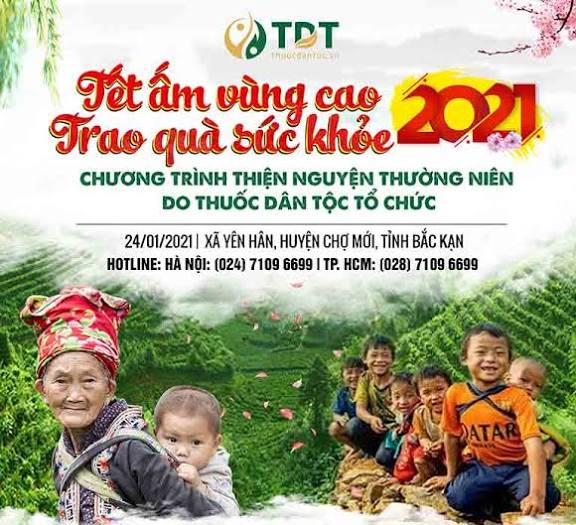 TDT
THUOCDANTOC.VN
Tết ấm vùng cao
Trao quà sức khỏe
2021
CHƯƠNG TRÌNH THIỆN NGUYỆN THƯỜNG NIÊN
DO THUỐC DÂN TỘC TỔ CHỨC
24/01/2021 | XÃ YÊN HÂN, HUYỆN CHỢ MỚI, TỈNH BẮC KẠN
HOTLINE: HÀ NỘI: (024) 7109 6699 | TP. HCM: (028) 7109 6699
QATAR
AIRWAYS